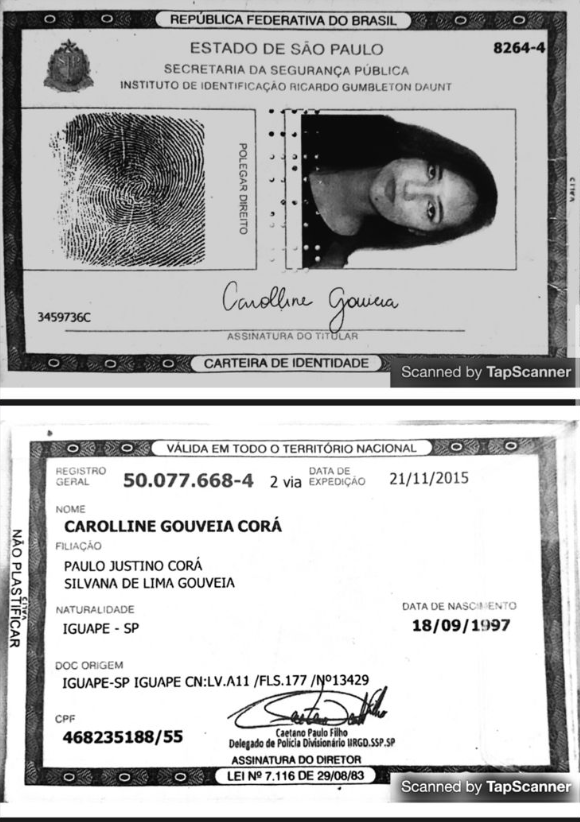 REPÚBLICA FEDERATIVA DO BRASIL
ESTADO DE SÃO PAULO
8264-4
SECRETARIA DA SEGURANÇA PÚBLICA
INSTITUTO DE IDENTIFICAÇÃO RICARDO GUMBLETON DAUNT
POLEGAR DIREITO
Carolline Gouveia
3459736C
ASSINATURA DO TITULAR
CARTEIRA DE IDENTIDADE
Scanned by TapScanner
VÁLIDA EM TODO O TERRITÓRIO NACIONAL
REGISTRO GERAL 50.077.668-4 2 via DATA DE EXPEDIÇÃO 21/11/2015
NOME
CAROLLINE GOUVEIA CORÁ
FILIAÇÃO
PAULO JUSTINO CORÁ
SILVANA DE LIMA GOUVEIA
NATURALIDADE DATA DE NASCIMENTO
IGUAPE - SP 18/09/1997
DOC ORIGEM
IGUAPE-SP IGUAPE CN:LV.A11 /FLS.177 /Nº13429
CPF
468235188/55
Caetano Paulo Filho
Delegado de Polícia Divisionário IIRGD.SSP.SP
ASSINATURA DO DIRETOR
LEI Nº 7.116 DE 29/08/83
NÃO PLASTIFICAR
Scanned by TapScanner